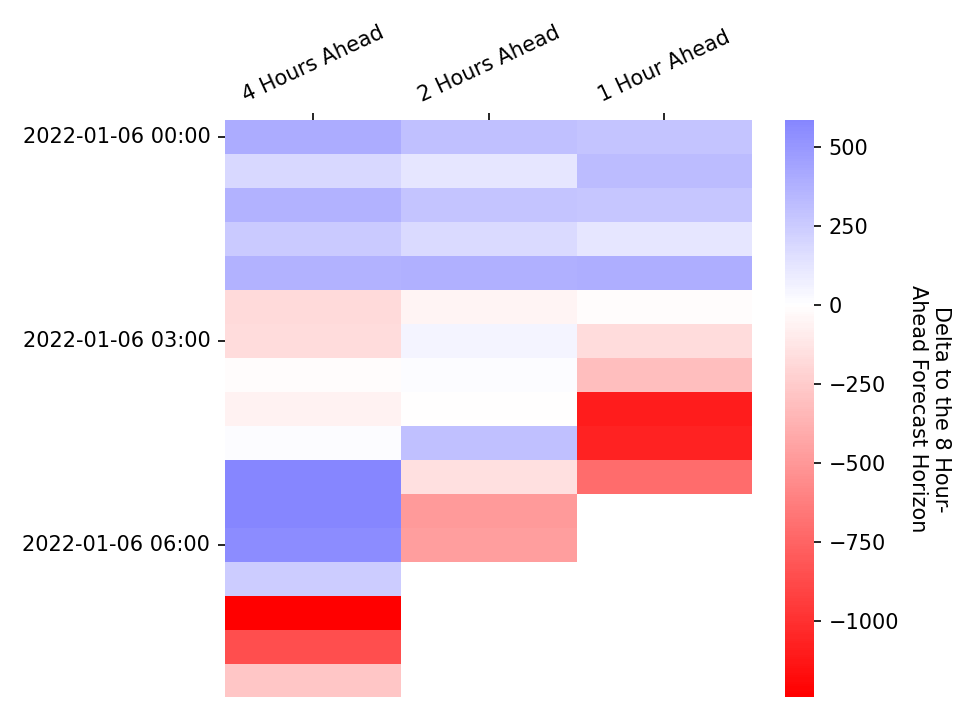 4 Hours Ahead
2 Hours Ahead
1 Hour Ahead
2022-01-06 00:00
2022-01-06 03:00
2022-01-06 06:00
500
250
0
−250
−500
−750
−1000
Delta to the 8 Hour-
Ahead Forecast Horizon